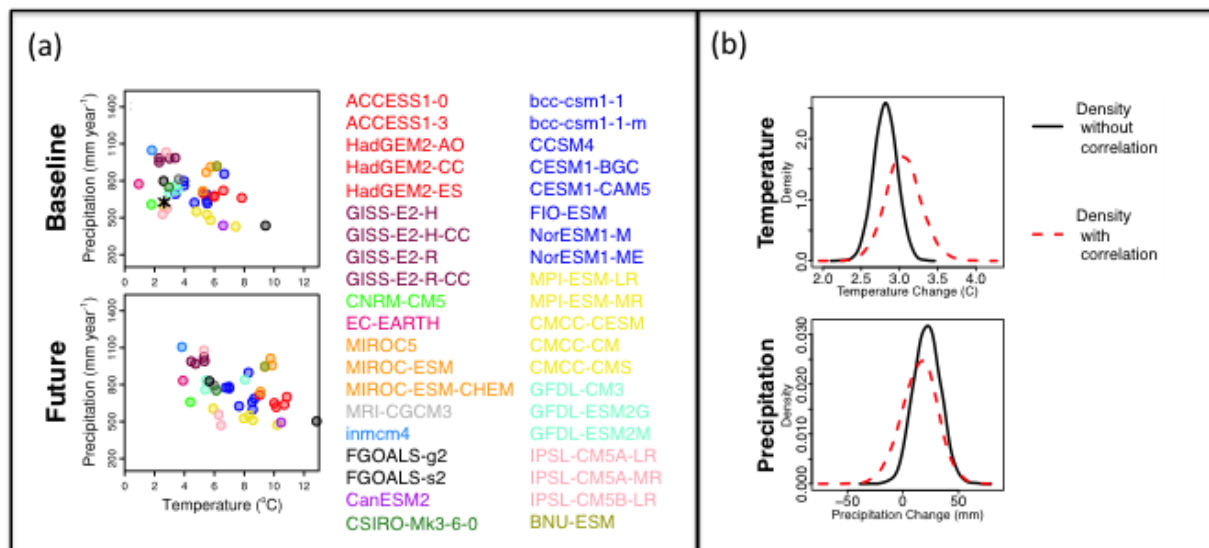 (a)
Baseline
Precipitation (mm year⁻¹)
1400
1100
800
500
200
0 2 4 6 8 10 12
Future
Precipitation (mm year⁻¹)
1400
1100
800
500
200
0 2 4 6 8 10 12
Temperature (°C)
ACCESS1-0
ACCESS1-3
HadGEM2-AO
HadGEM2-CC
HadGEM2-ES
GISS-E2-H
GISS-E2-H-CC
GISS-E2-R
GISS-E2-R-CC
CNRM-CM5
EC-EARTH
MIROC5
MIROC-ESM
MIROC-ESM-CHEM
MRI-CGCM3
inmcm4
FGOALS-g2
FGOALS-s2
CanESM2
CSIRO-Mk3-6-0
bcc-csm1-1
bcc-csm1-1-m
CCSM4
CESM1-BGC
CESM1-CAM5
FIO-ESM
NorESM1-M
NorESM1-ME
MPI-ESM-LR
MPI-ESM-MR
CMCC-CESM
CMCC-CM
CMCC-CMS
GFDL-CM3
GFDL-ESM2G
GFDL-ESM2M
IPSL-CM5A-LR
IPSL-CM5A-MR
IPSL-CM5B-LR
BNU-ESM
(b)
Temperature
Density
2.0
1.0
0.0
2.0 2.5 3.0 3.5 4.0
Temperature Change (C)
Density
without
correlation
Density
with
correlation
Precipitation
Density
0.030
0.020
0.010
0.000
−50 0 50
Precipitation Change (mm)